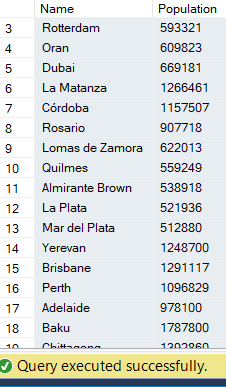 Name Population
3 Rotterdam 593321
4 Oran 609823
5 Dubai 669181
6 La Matanza 1266461
7 Córdoba 1157507
8 Rosario 907718
9 Lomas de Zamora 622013
10 Quilmes 559249
11 Almirante Brown 538918
12 La Plata 521936
13 Mar del Plata 512880
14 Yerevan 1248700
15 Brisbane 1291117
16 Perth 1096829
17 Adelaide 978100
18 Baku 1787800
19 Chittagong 1392860
Query executed successfully.